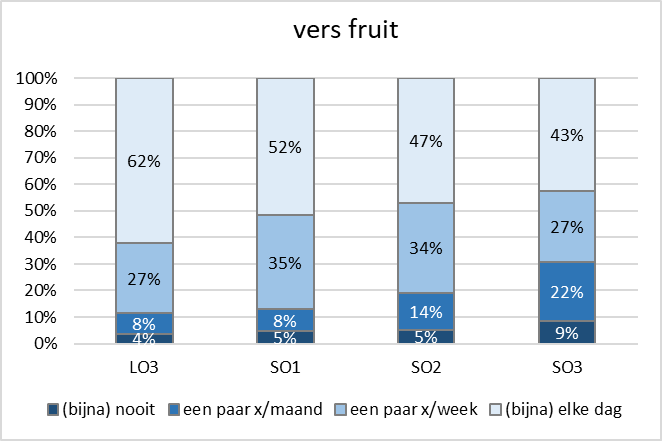 vers fruit
100%
90%
80%
70%
60%
50%
40%
30%
20%
10%
0%
62% 52% 47% 43%
27% 35% 34% 27%
8% 8% 14% 22%
4% 5% 5% 9%
LO3 SO1 SO2 SO3
(bijna) nooit een paar x/maand een paar x/week (bijna) elke dag